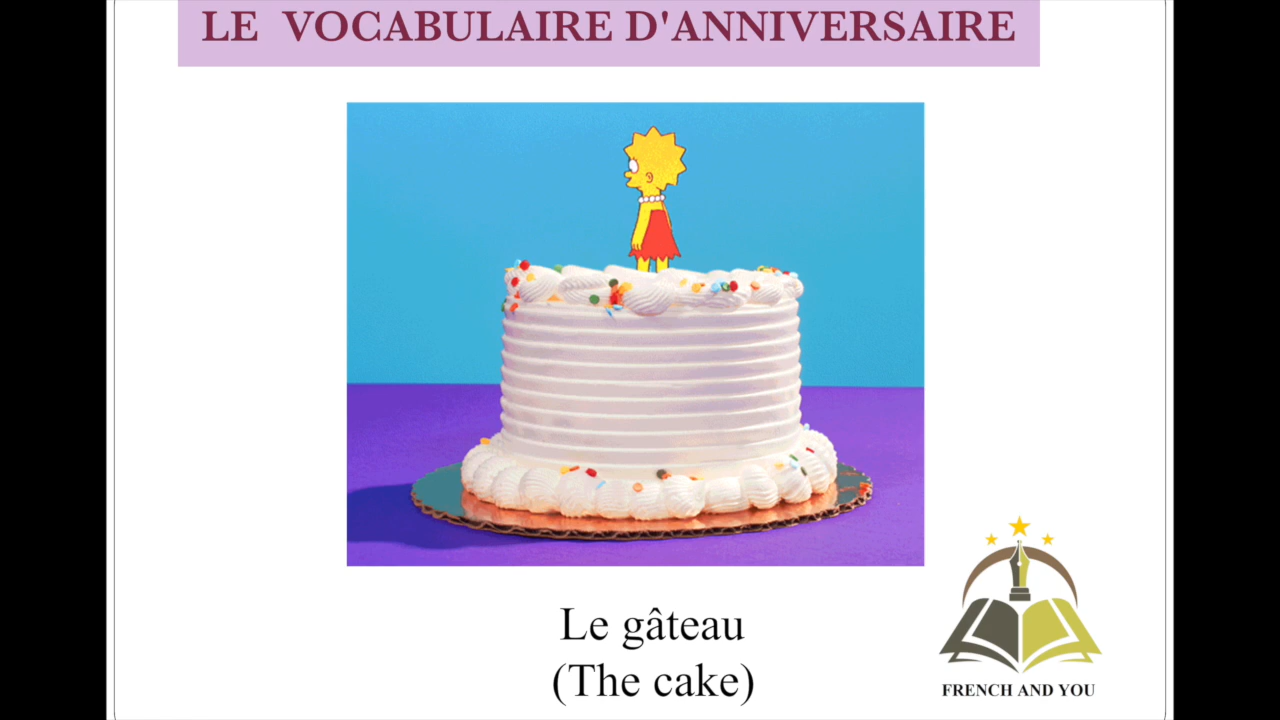 LE VOCABULAIRE D'ANNIVERSAIRE
Le gâteau
(The cake)
FRENCH AND YOU